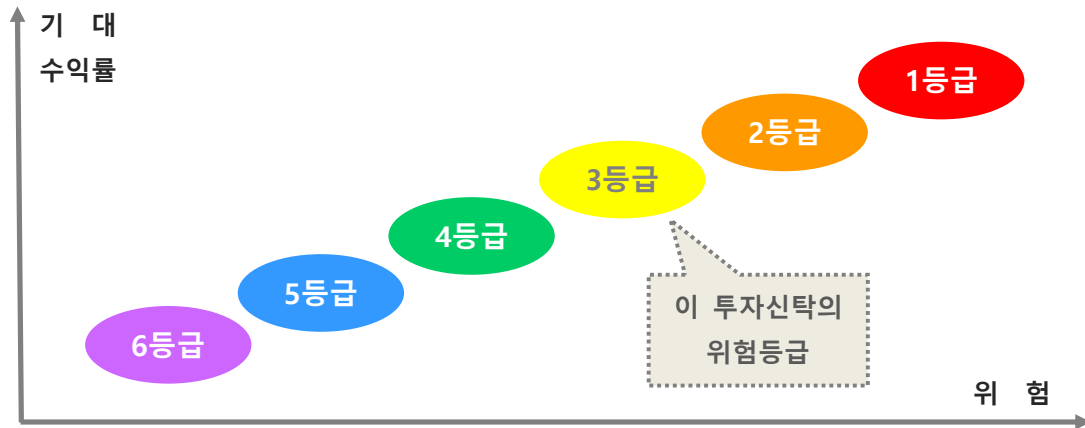 기 대
수익률
1등급
2등급
3등급
4등급
5등급
6등급
이 투자신탁의
위험등급
위 험